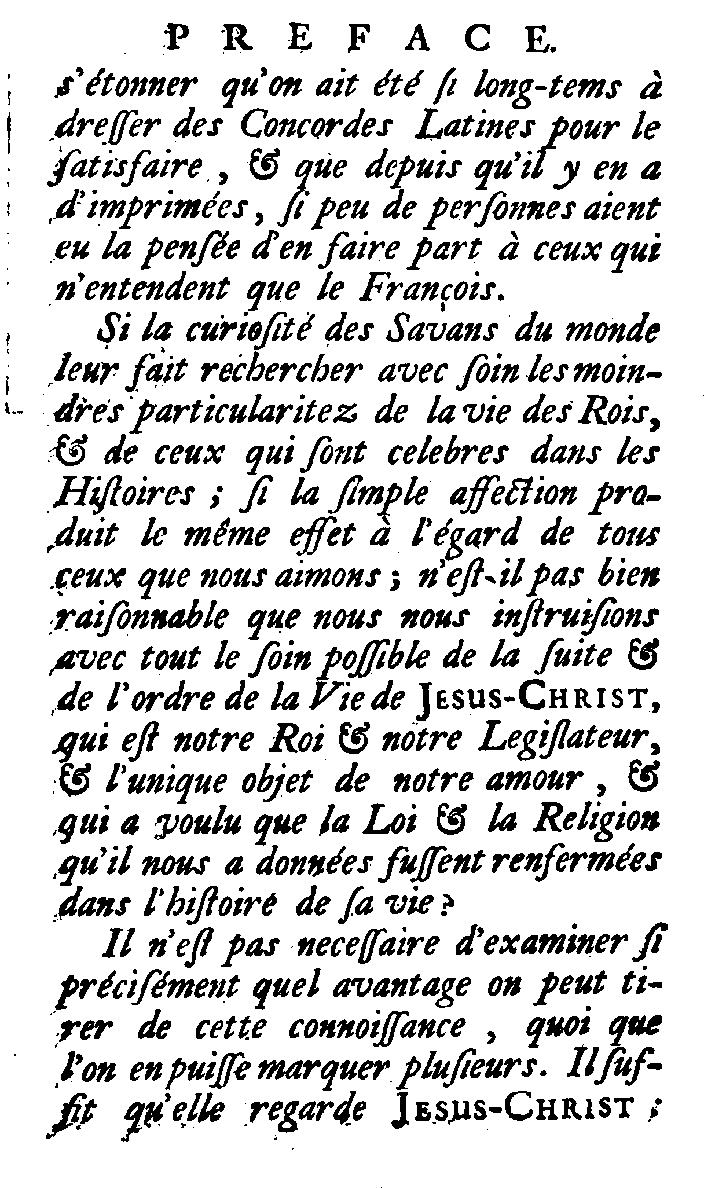 PREFACE.
s'étonner qu'on ait été ſi long-tems à
dreſſer des Concordes Latines pour le
ſatisfaire, & que depuis qu'il y en a
d'imprimées, ſi peu de perſonnes aient
eu la penſée d'en faire part à ceux qui
n'entendent que le François.
Si la curioſité des Savans du monde
leur fait rechercher avec ſoin les moin-
dres particularitez de la vie des Rois,
& de ceux qui ſont celebres dans les
Hiſtoires ; ſi la ſimple affection pro-
duit le même effet à l'égard de tous
ceux que nous aimons ; n'eſt-il pas bien
raiſonnable que nous nous inſtruiſions
avec tout le ſoin poſſible de la ſuite &
de l'ordre de la Vie de JESUS-CHRIST,
qui eſt notre Roi & notre Legiſlateur,
& l'unique objet de notre amour, &
qui a voulu que la Loi & la Religion
qu'il nous a données fuſſent renfermées
dans l'hiſtoire de ſa vie ?
Il n'eſt pas neceſſaire d'examiner ſi
préciſément quel avantage on peut ti-
rer de cette connoiſſance, quoi que
l'on en puiſſe marquer pluſieurs. Il ſuf-
fit qu'elle regarde JESUS-CHRIST ;